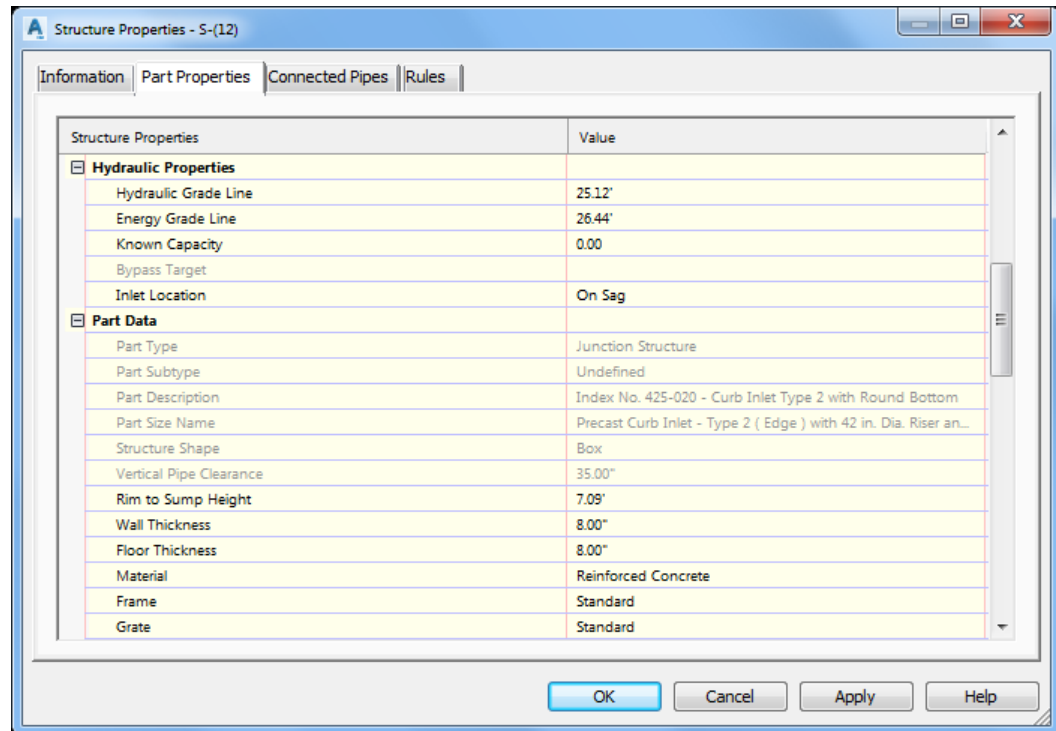 Structure Properties - S-(12)
Information Part Properties Connected Pipes Rules
Structure Properties Value
Hydraulic Properties
Hydraulic Grade Line 25.12'
Energy Grade Line 26.44'
Known Capacity 0.00
Bypass Target
Inlet Location On Sag
Part Data
Part Type Junction Structure
Part Subtype Undefined
Part Description Index No. 425-020 - Curb Inlet Type 2 with Round Bottom
Part Size Name Precast Curb Inlet - Type 2 ( Edge ) with 42 in. Dia. Riser an...
Structure Shape Box
Vertical Pipe Clearance 35.00"
Rim to Sump Height 7.09'
Wall Thickness 8.00"
Floor Thickness 8.00"
Material Reinforced Concrete
Frame Standard
Grate Standard
OK Cancel Apply Help